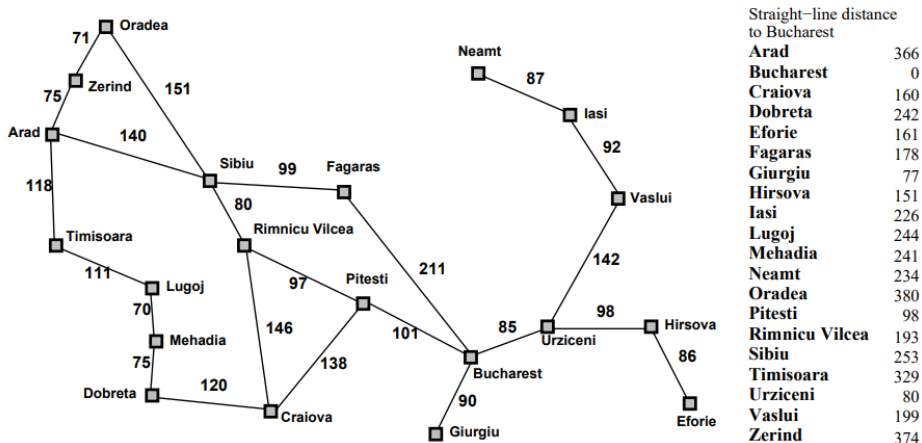 Oradea
71
Neamt
87
Zerind
151
75
Iasi
Arad
140
92
Sibiu
99
Fagaras
118
80
Vaslui
Timisoara
Rimnicu Vilcea
111
Lugoj
97
Pitesti
211
142
70
98
Hirsova
146
101
85
Mehadia
138
Urziceni
86
75
Bucharest
120
90
Dobreta
Craiova
Giurgiu
Eforie
Straight−line distance
to Bucharest
Arad 366
Bucharest 0
Craiova 160
Dobreta 242
Eforie 161
Fagaras 178
Giurgiu 77
Hirsova 151
Iasi 226
Lugoj 244
Mehadia 241
Neamt 234
Oradea 380
Pitesti 98
Rimnicu Vilcea 193
Sibiu 253
Timisoara 329
Urziceni 80
Vaslui 199
Zerind 374